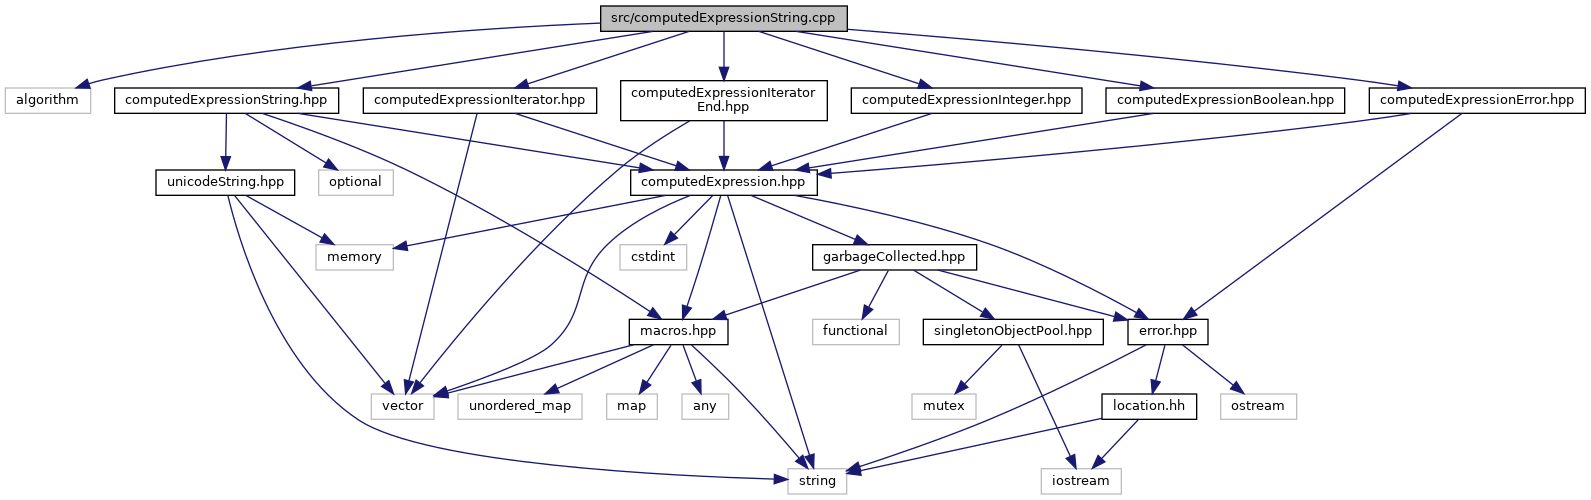 src/computedExpressionString.cpp
algorithm
computedExpressionString.hpp
computedExpressionIterator.hpp
computedExpressionIterator
End.hpp
computedExpressionInteger.hpp
computedExpressionBoolean.hpp
computedExpressionError.hpp
unicodeString.hpp
optional
computedExpression.hpp
memory
cstdint
garbageCollected.hpp
macros.hpp
functional
singletonObjectPool.hpp
error.hpp
vector
unordered_map
map
any
mutex
location.hh
ostream
string
iostream